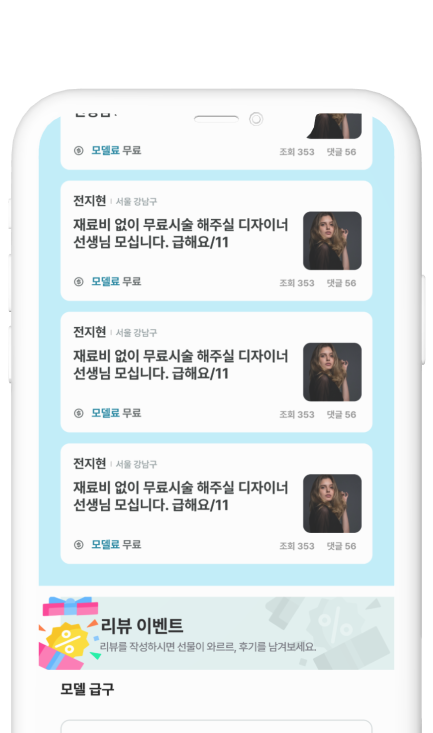 모델료 무료
조회 353 댓글 56
전지현 서울 강남구
재료비 없이 무료시술 해주실 디자이너
선생님 모십니다. 급해요/11
모델료 무료
조회 353 댓글 56
전지현 서울 강남구
재료비 없이 무료시술 해주실 디자이너
선생님 모십니다. 급해요/11
모델료 무료
조회 353 댓글 56
전지현 서울 강남구
재료비 없이 무료시술 해주실 디자이너
선생님 모십니다. 급해요/11
모델료 무료
조회 353 댓글 56
리뷰 이벤트
리뷰를 작성하시면 선물이 와르르, 후기를 남겨보세요.
모델 급구